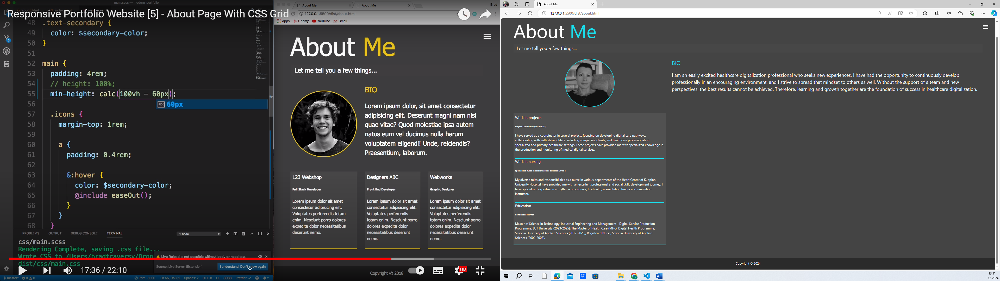 main.scss — modern_portfolio
Responsive Portfolio Website [5] - About Page With CSS Grid
48 .text-secondary {
49 color: $secondary-color;
50 }
51
52 main {
53 padding: 4rem;
54 // height: 100%;
55 min-height: calc(100vh - 60px);
60px
56
57 .icons {
58 margin-top: 1rem;
59
60 a {
61 padding: 0.4rem;
62
63 &:hover {
64 color: $secondary-color;
65 @include easeOut();
66 }
67 }
68 }
6
PROBLEMS OUTPUT DEBUG CONSOLE TERMINAL 1: node
css/main.scss
Rendering Complete, saving .css file...
Wrote CSS to /Users/bradtraversy/Drop
dist/css/main.css
Live Reload is not possible without body or head tag.
Source: Live Server (Extension) I understand, Don't show again
17:36 / 22:10
HD
master* 0 0 Port : 5500 Ln 55, Col 32 Spaces: 2 UTF-8 LF SCSS Prettier: ✓ 2
About Me About Me Brad
127.0.0.1:5500/dist/about.html
Apps Udemy YouTube Gmail
About Me
Let me tell you a few things...
BIO
Lorem ipsum dolor, sit amet consectetur
adipisicing elit. Deserunt magni nam nisi
quae vitae? Quod molestiae ipsa autem
natus eum vel ducimus nulla harum
voluptatem eligendi! Unde, reiciendis?
Praesentium, laborum.
123 Webshop
Full Stack Developer
Lorem ipsum dolor sit amet
consectetur adipisicing elit.
Voluptates perferendis totam
enim. Nesciunt porro dolores
expedita dolor necessitatibus
deserunt nemo.
Designers ABC
Front End Developer
Lorem ipsum dolor sit amet
consectetur adipisicing elit.
Voluptates perferendis
totam enim. Nesciunt porro
dolores expedita dolor
necessitatibus deserunt
nemo.
Webworks
Graphic Designer
Lorem ipsum dolor sit amet
consectetur adipisicing elit.
Voluptates perferendis
totam enim. Nesciunt porro
dolores expedita dolor
necessitatibus deserunt
nemo.
Copyright © 2018
About Me
127.0.0.1:5500/dist/about.html
About Me
Let me tell you a few things...
BIO
I am an easily excited healthcare digitalization professional who seeks new experiences. I have had the opportunity to continuously develop
professionally in an encouraging environment, and I strive to spread that mindset to others as well. Without the support of a team and new
perspectives, the best results cannot be achieved. Therefore, learning and growth together are the foundation of success in healthcare digitalization.
Work in projects
Project Coodinator (2018-2023)
I have served as a coordinator in several projects focusing on developing digital care pathways,
collaborating with with stakeholders, including companies, clients, and healthcare professionals in
specialized and primary healthcare settings. These projects have provided me with specialized knowledge in
the production and monitoring of medical digital services.
Work in nursing
Specialized nurse in cardiovascular diseases (2003-)
My diverse roles and responsibilities as a nurse in various departments of the Heart Center of Kuopion
Univesrity Hospital have provided me with an excellent professional and social skills development journey. I
have specialized expertise in arrhythmia procedures, telehealth, resuscitation trainer and simulation
instructor.
Education
Continuous learner
Master of Science in Technology, Industrial Engineering and Management - Digital Service Production
Programme, LUT University (2023-2025); The Master of Health Care (MHc), Digital Health Programme,
Savonia University of Applied Sciences (2017-2020); Registered Nurse, Savonia University of Applied
Sciences (2000-2003).
Copyright © 2024
13.31
13.5.2024